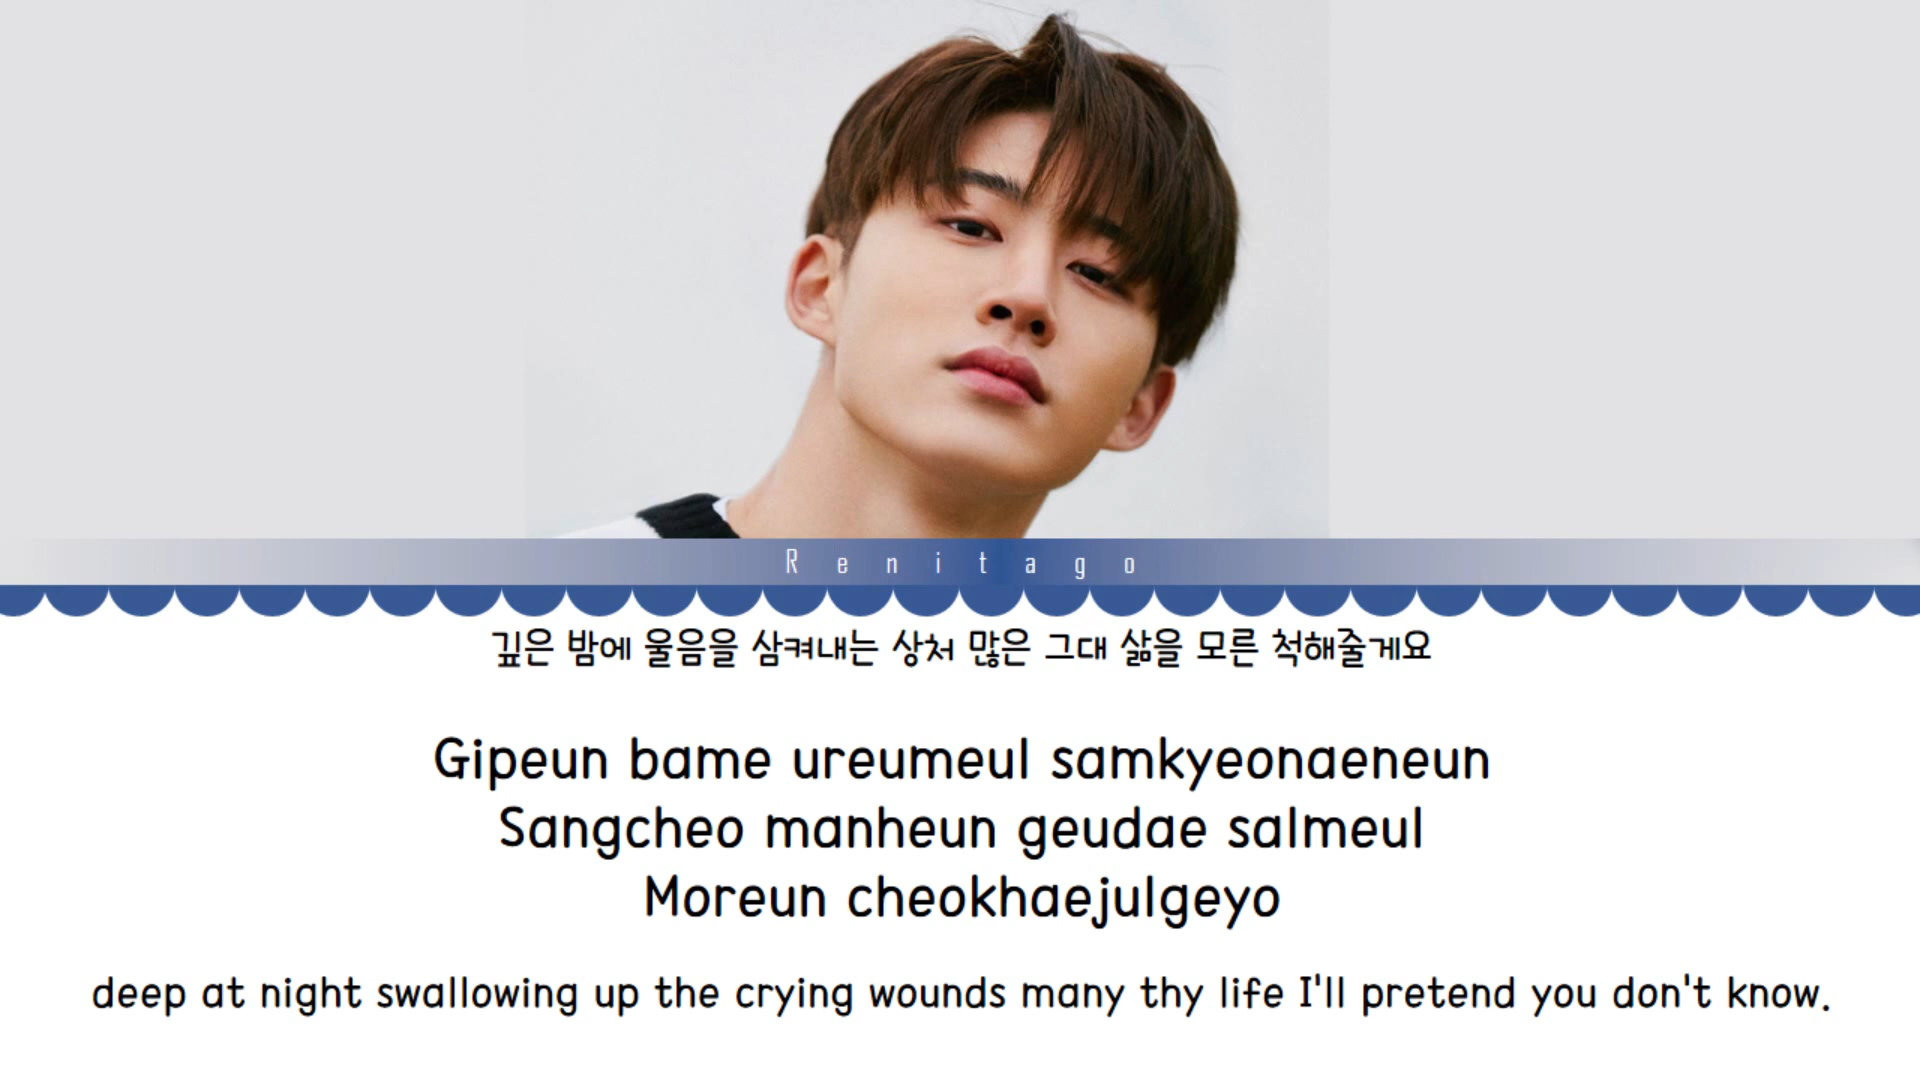 Renitago
깊은 밤에 울음을 삼켜내는 상처 많은 그대 삶을 모른 척해줄게요
Gipeun bame ureumeul samkyeonaeneun
Sangcheo manheun geudae salmeul
Moreun cheokhaejulgeyo
deep at night swallowing up the crying wounds many thy life I'll pretend you don't know.